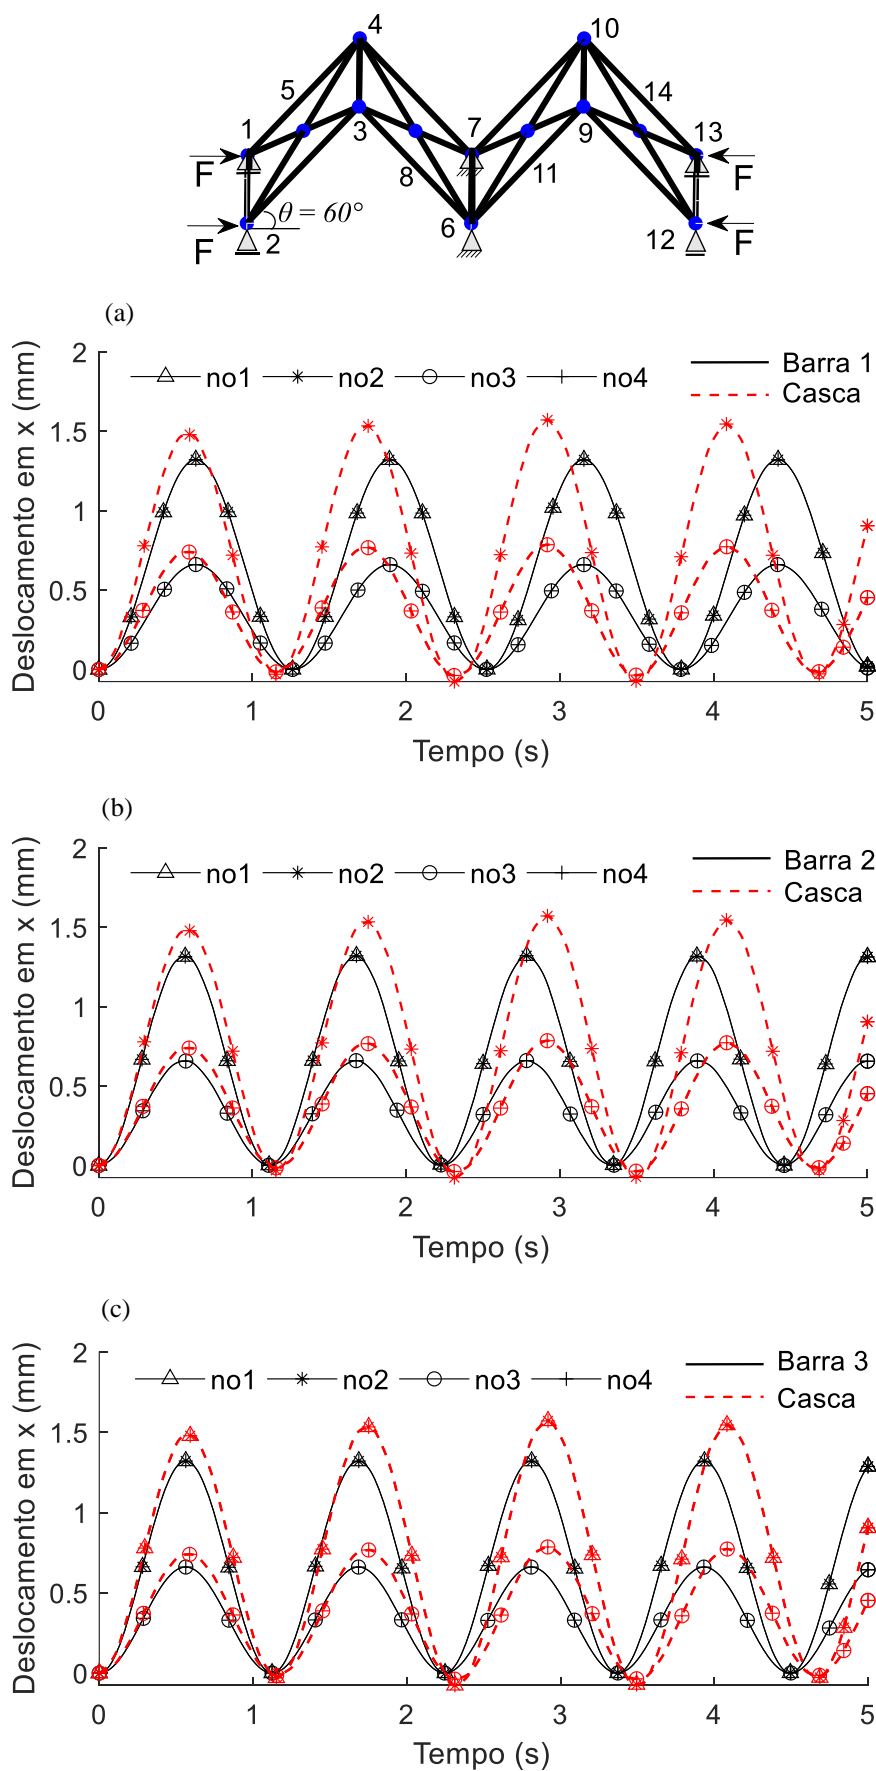 4
10
5
14
1
3
7
9
13
F
8
11
F
θ = 60°
F
2
6
12
F
(a)
Deslocamento em x (mm)
2
1.5
1
0.5
0
no1
no2
no3
no4
Barra 1
Casca
0
1
2
3
4
5
Tempo (s)
(b)
Deslocamento em x (mm)
2
1.5
1
0.5
0
no1
no2
no3
no4
Barra 2
Casca
0
1
2
3
4
5
Tempo (s)
(c)
Deslocamento em x (mm)
2
1.5
1
0.5
0
no1
no2
no3
no4
Barra 3
Casca
0
1
2
3
4
5
Tempo (s)